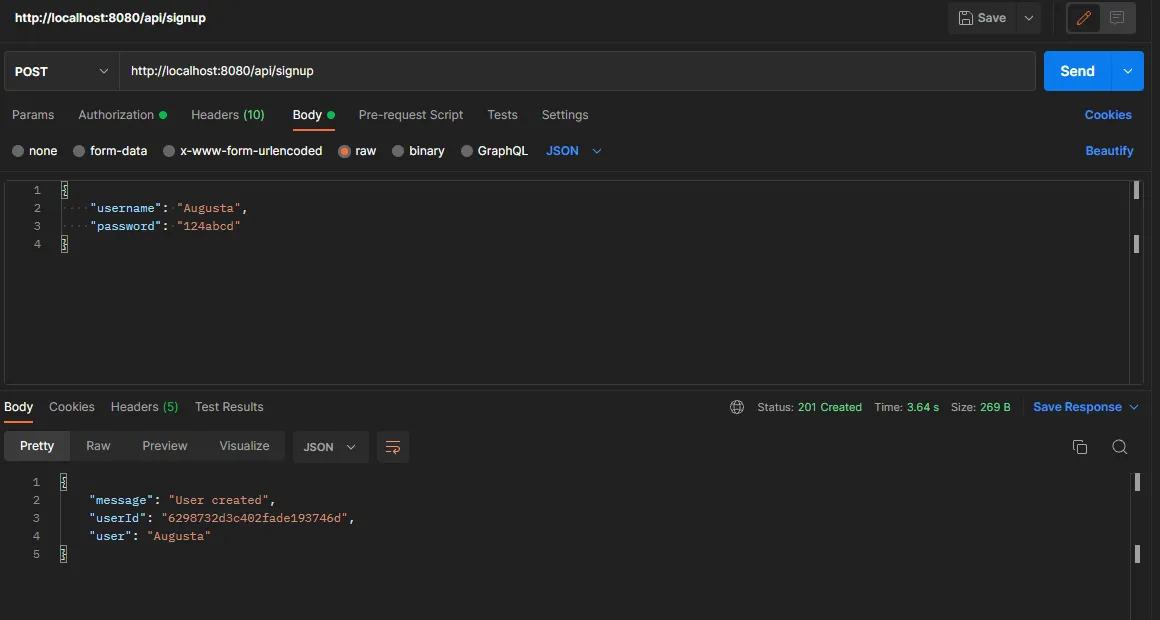 http://localhost:8080/api/signup Save
POST http://localhost:8080/api/signup Send
Params Authorization Headers (10) Body Pre-request Script Tests Settings Cookies
none form-data x-www-form-urlencoded raw binary GraphQL JSON Beautify
1 {
2 ····"username":·"Augusta",
3 ····"password":·"124abcd"
4 }
Body Cookies Headers (5) Test Results Status: 201 Created Time: 3.64 s Size: 269 B Save Response
Pretty Raw Preview Visualize JSON
1 {
2 "message": "User created",
3 "userId": "6298732d3c402fade193746d",
4 "user": "Augusta"
5 }